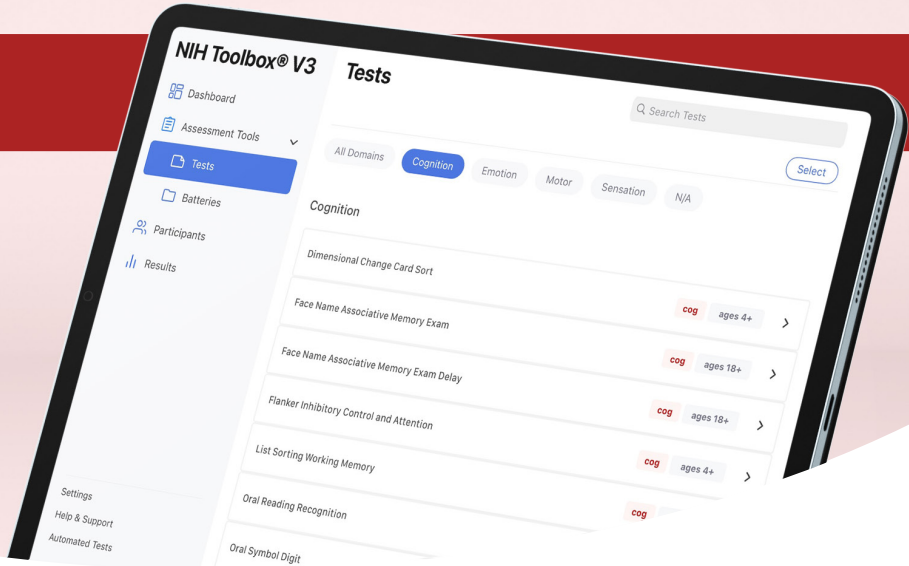 NIH Toolbox® V3
Dashboard
Assessment Tools
Tests
Batteries
Participants
Results
Settings
Help & Support
Automated Tests
Tests
Search Tests
Select
All Domains Cognition Emotion Motor Sensation N/A
Cognition
Dimensional Change Card Sort cog ages 4+
Face Name Associative Memory Exam cog ages 18+
Face Name Associative Memory Exam Delay cog ages 18+
Flanker Inhibitory Control and Attention cog ages 4+
List Sorting Working Memory cog
Oral Reading Recognition
Oral Symbol Digit